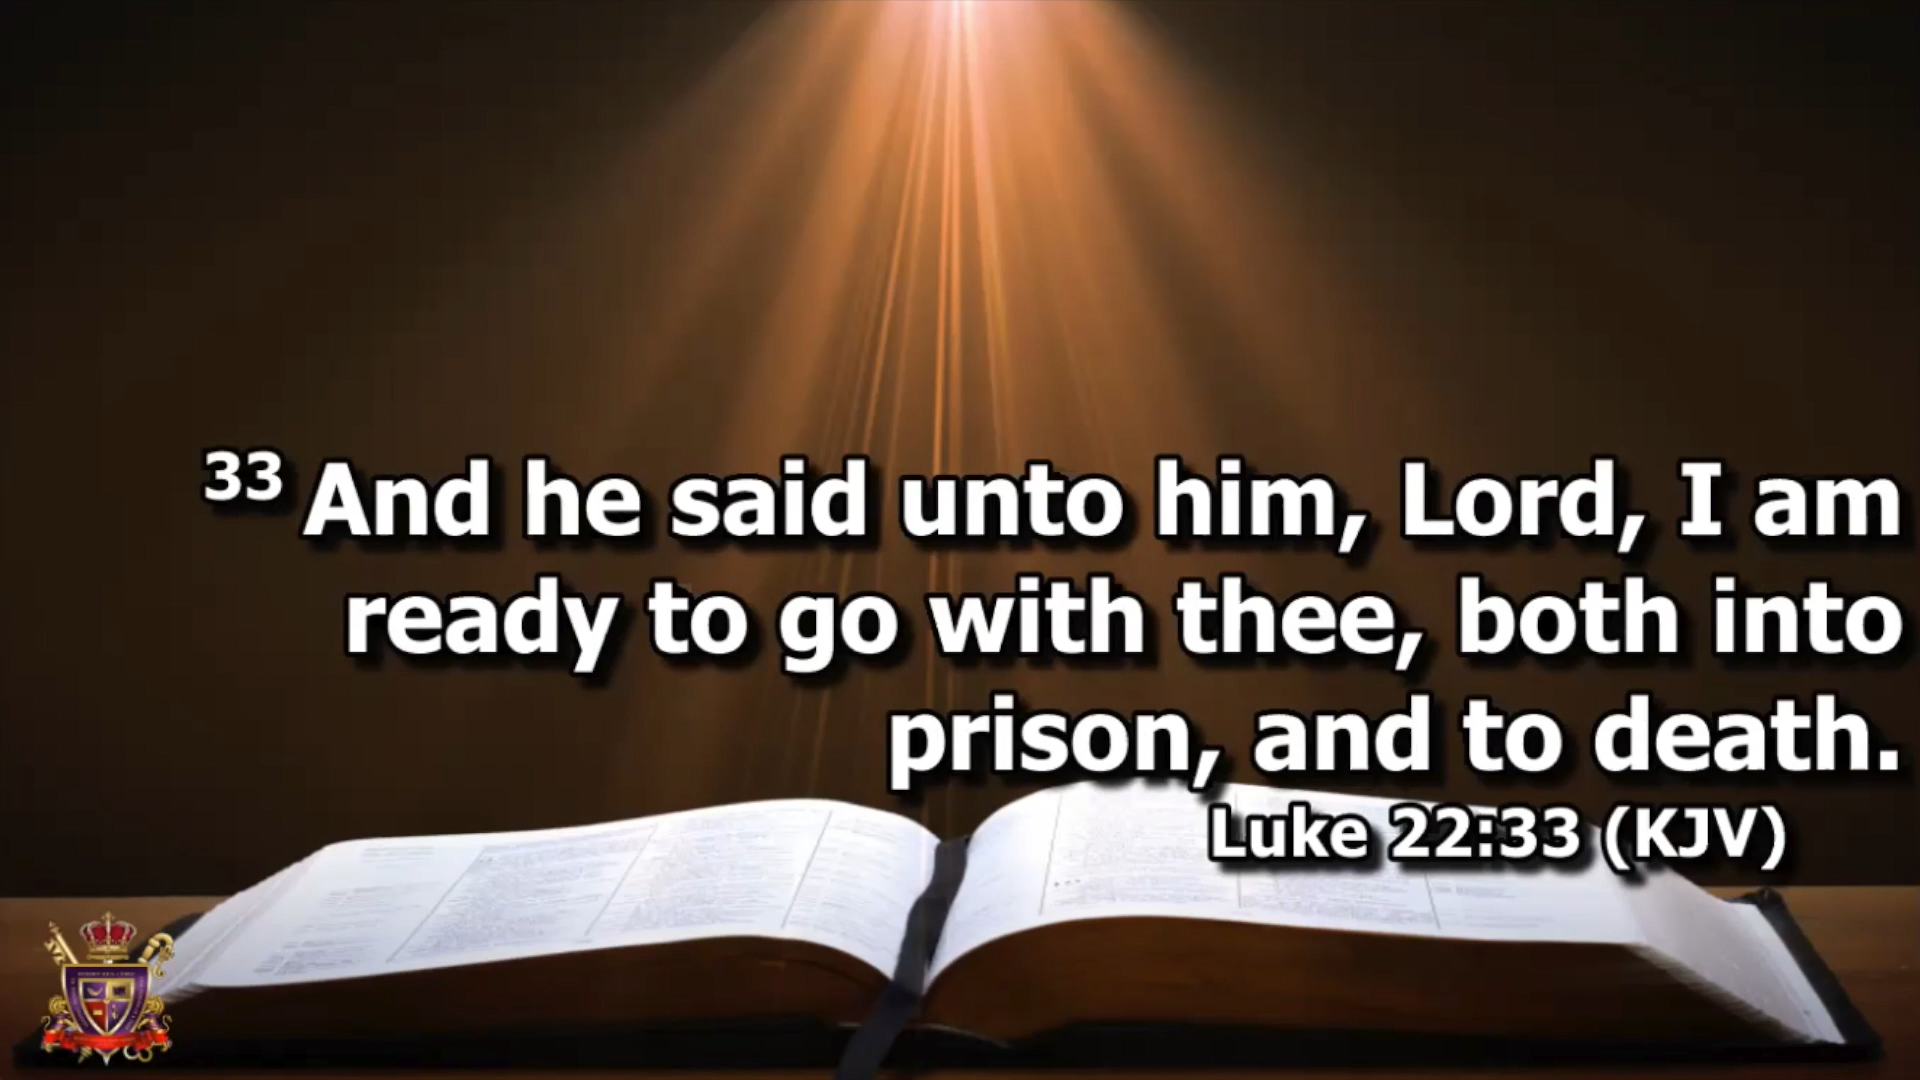 33 And he said unto him, Lord, I am
ready to go with thee, both into
prison, and to death.
Luke 22:33 (KJV)